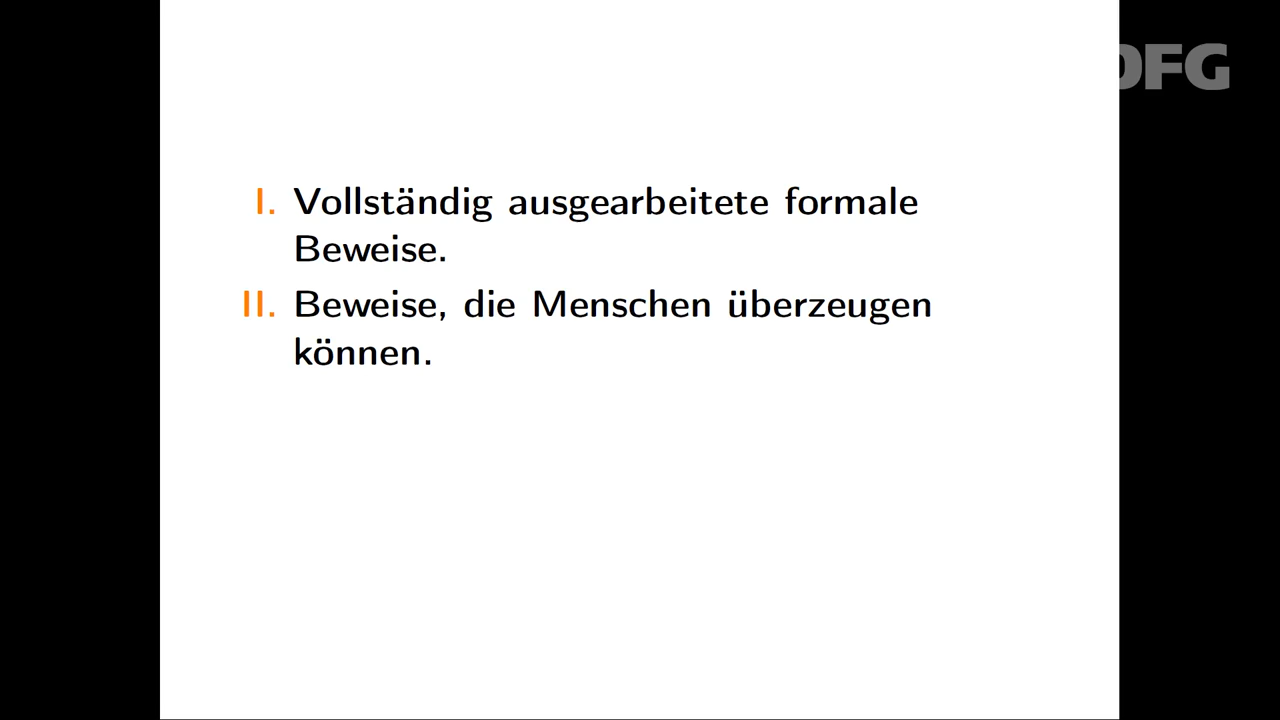 DFG
I. Vollständig ausgearbeitete formale
Beweise.
II. Beweise, die Menschen überzeugen
können.